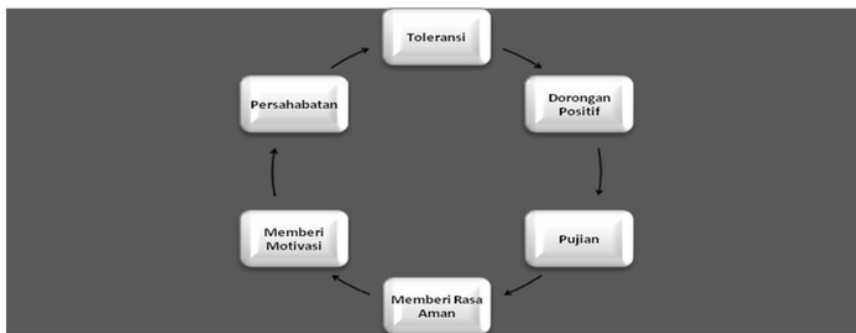 Toleransi
Dorongan
Positif
Pujian
Memberi Rasa
Aman
Memberi
Motivasi
Persahabatan